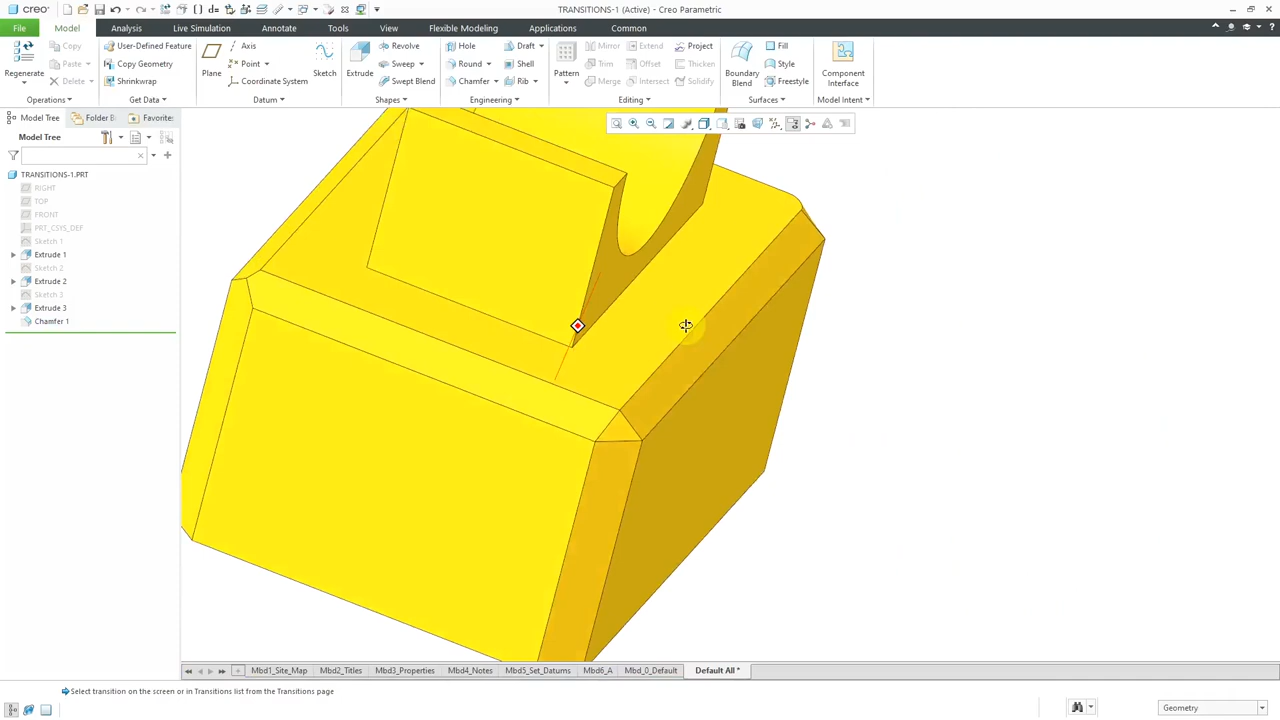 creo TRANSITIONS-1 (Active) - Creo Parametric
File Model Analysis Live Simulation Annotate Tools View Flexible Modeling Applications Common
Copy User-Defined Feature Axis Revolve Hole Draft Mirror Extend Project Fill
Paste Copy Geometry Point Sweep Round Shell Trim Offset Thicken Style
Regenerate Plane Sketch Extrude Pattern Boundary Blend Component Interface
Delete Shrinkwrap Coordinate System Swept Blend Chamfer Rib Merge Intersect Solidify Freestyle
Operations Get Data Datum Shapes Engineering Editing Surfaces Model Intent
Model Tree Folder B Favorite:
Model Tree
TRANSITIONS-1.PRT
RIGHT
TOP
FRONT
PRT_CSYS_DEF
Sketch 1
Extrude 1
Sketch 2
Extrude 2
Sketch 3
Extrude 3
Chamfer 1
Mbd1_Site_Map Mbd2_Titles Mbd3_Properties Mbd4_Notes Mbd5_Set_Datums Mbd6_A Mbd_0_Default Default All *
Select transition on the screen or in Transitions list from the Transitions page
Geometry